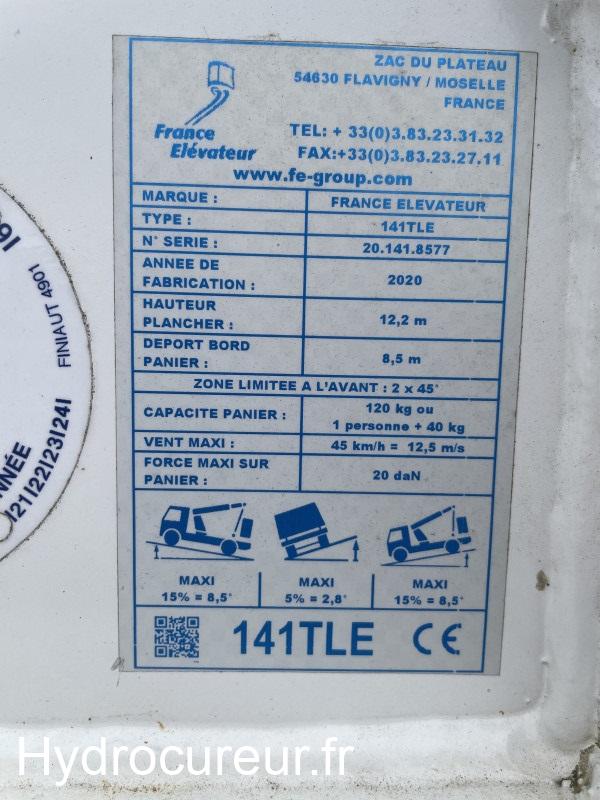 ZAC DU PLATEAU
54630 FLAVIGNY / MOSELLE
FRANCE
France
Elévateur
TEL: + 33(0)3.83.23.31.32
FAX:+33(0)3.83.23.27.11
www.fe-group.com
MARQUE : FRANCE ELEVATEUR
TYPE : 141TLE
N° SERIE : 20.141.8577
ANNEE DE
FABRICATION : 2020
HAUTEUR
PLANCHER : 12,2 m
DEPORT BORD
PANIER : 8,5 m
ZONE LIMITEE A L'AVANT : 2 x 45°
CAPACITE PANIER : 120 kg ou
1 personne + 40 kg
VENT MAXI : 45 km/h = 12,5 m/s
FORCE MAXI SUR
PANIER : 20 daN
MAXI
15% = 8,5°
MAXI
5% = 2,8°
MAXI
15% = 8,5°
141TLE CE
FINIAUT 4901
NNÉE
I21I22I23I24I
Hydrocureur.fr